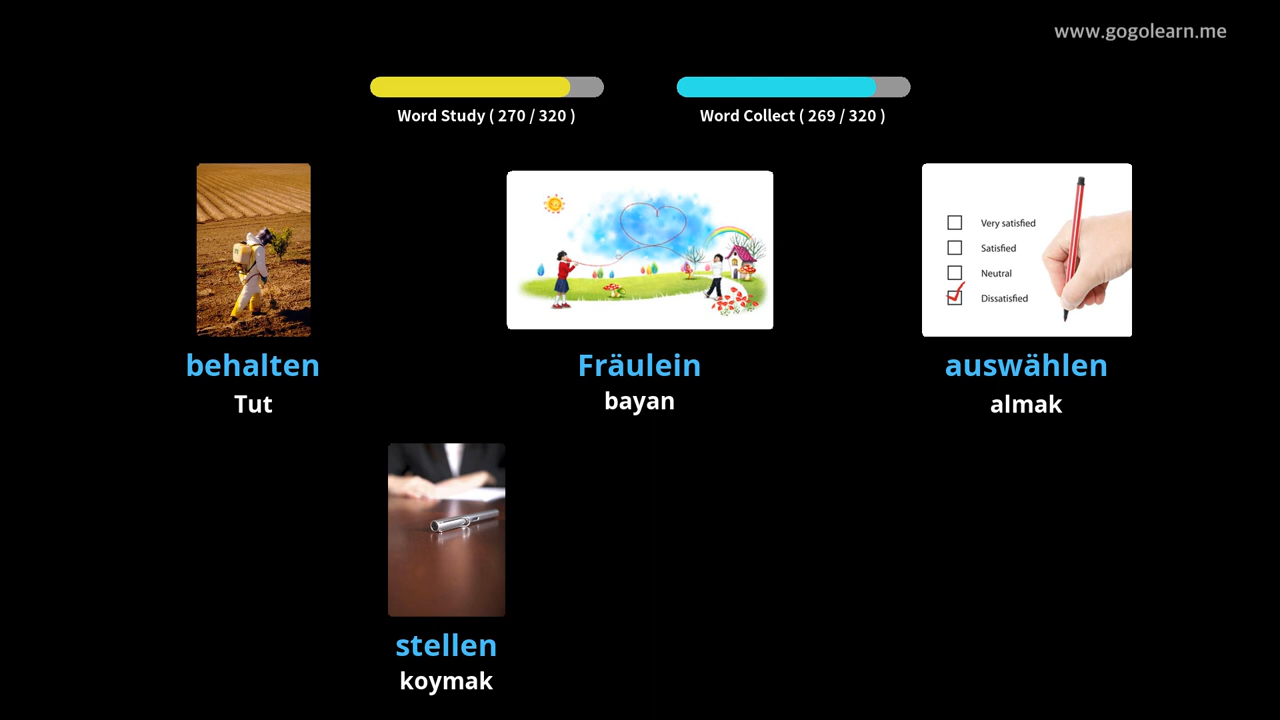 www.gogolearn.me
Word Study ( 270 / 320 )
Word Collect ( 269 / 320 )
Very satisfied
Satisfied
Neutral
Dissatisfied
behalten
Tut
Fräulein
bayan
auswählen
almak
stellen
koymak